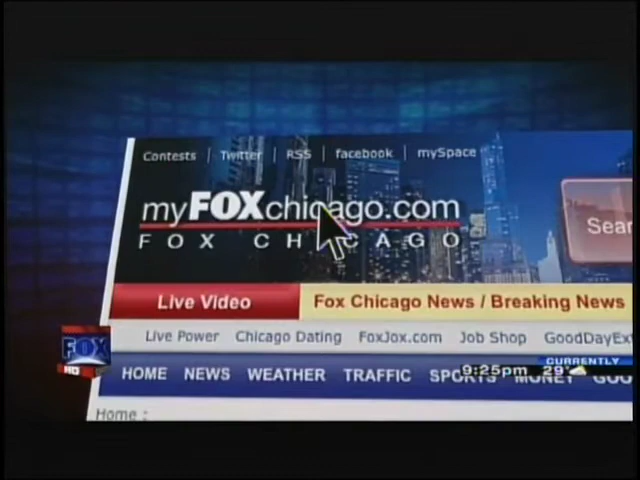 Contests | Twitter | RSS | facebook | mySpace
myFOXchicago.com
FOX CHICAGO
Sear
Live Video
Fox Chicago News / Breaking News
Live Power Chicago Dating FoxJox.com Job Shop GoodDayEx
HOME NEWS WEATHER TRAFFIC SPORTS MONEY GOO
Home :
FOX
HD
CURRENTLY
9:25pm 29°